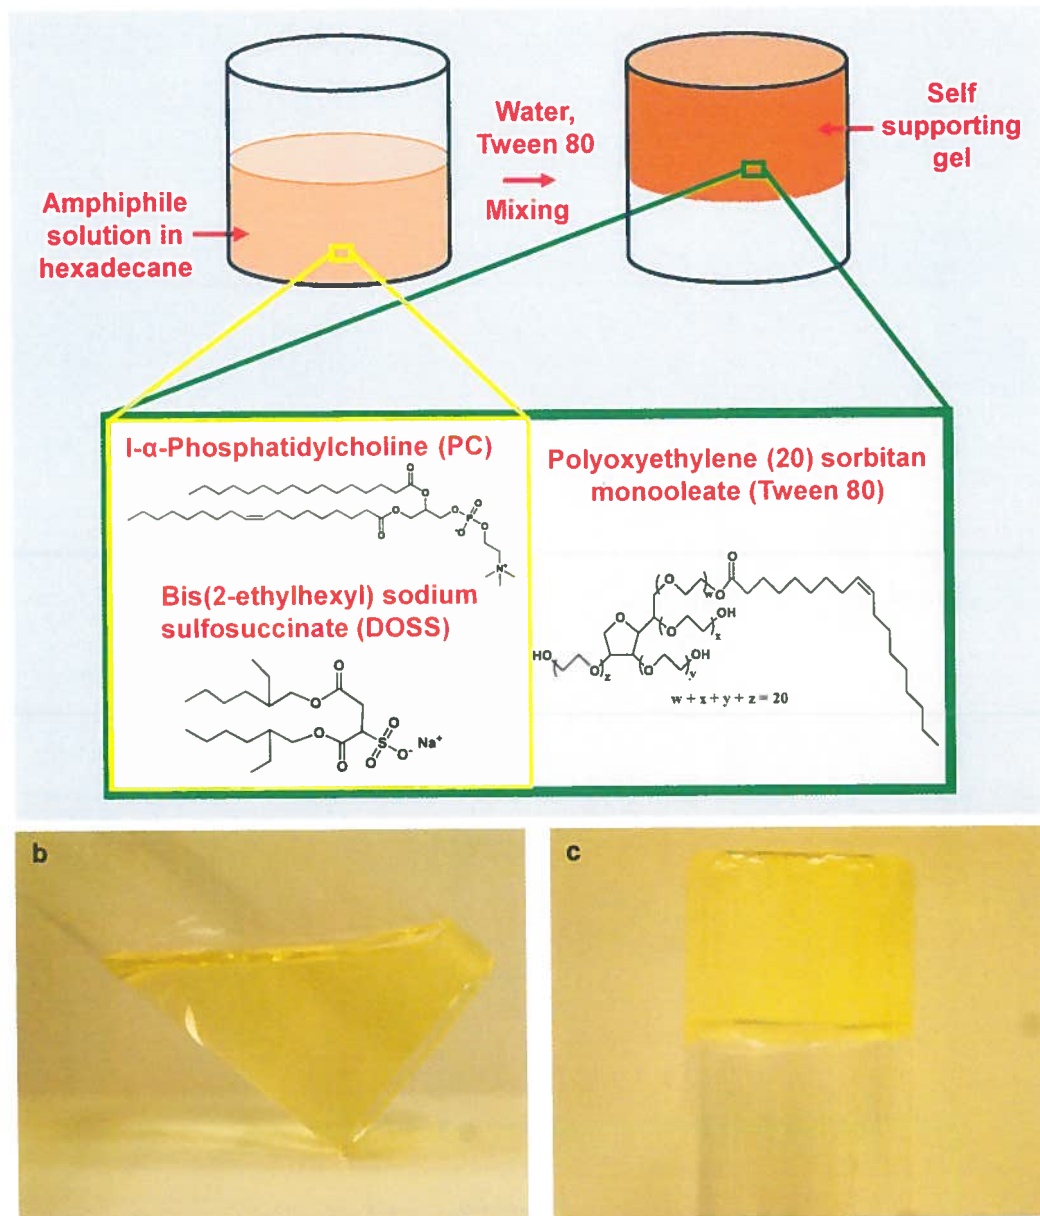 Water,
Tween 80
Mixing
Self
supporting
gel
Amphiphile
solution in
hexadecane
l-α-Phosphatidylcholine (PC)
O
O
O
O
O
O
P
-O
O
N+
Bis(2-ethylhexyl) sodium
sulfosuccinate (DOSS)
O
O
O
O
O
S
O
O-
Na+
Polyoxyethylene (20) sorbitan
monooleate (Tween 80)
O
O
w
O
O
OH
O
x
HO
O
z
O
OH
y
w + x + y + z = 20
b
c